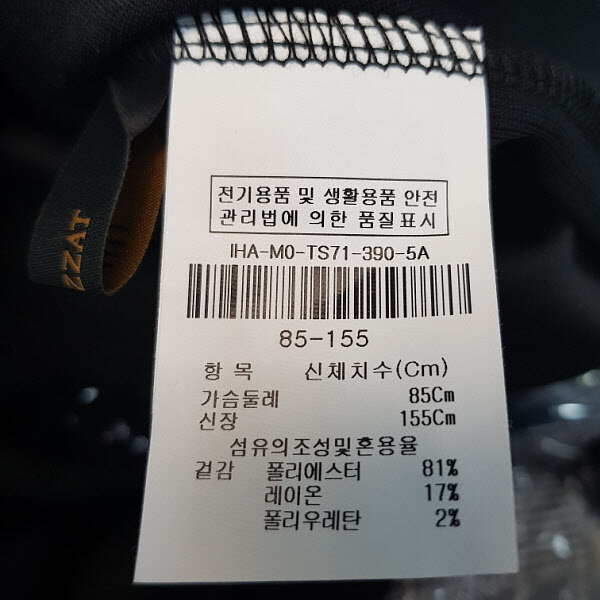 ZZAT
전기용품 및 생활용품 안전
관리법에 의한 품질표시
IHA-M0-TS71-390-5A
85-155
항 목 신체치수(Cm)
가슴둘레 85Cm
신장 155Cm
섬유의조성및혼용율
겉감 폴리에스터 81%
레이온 17%
폴리우레탄 2%